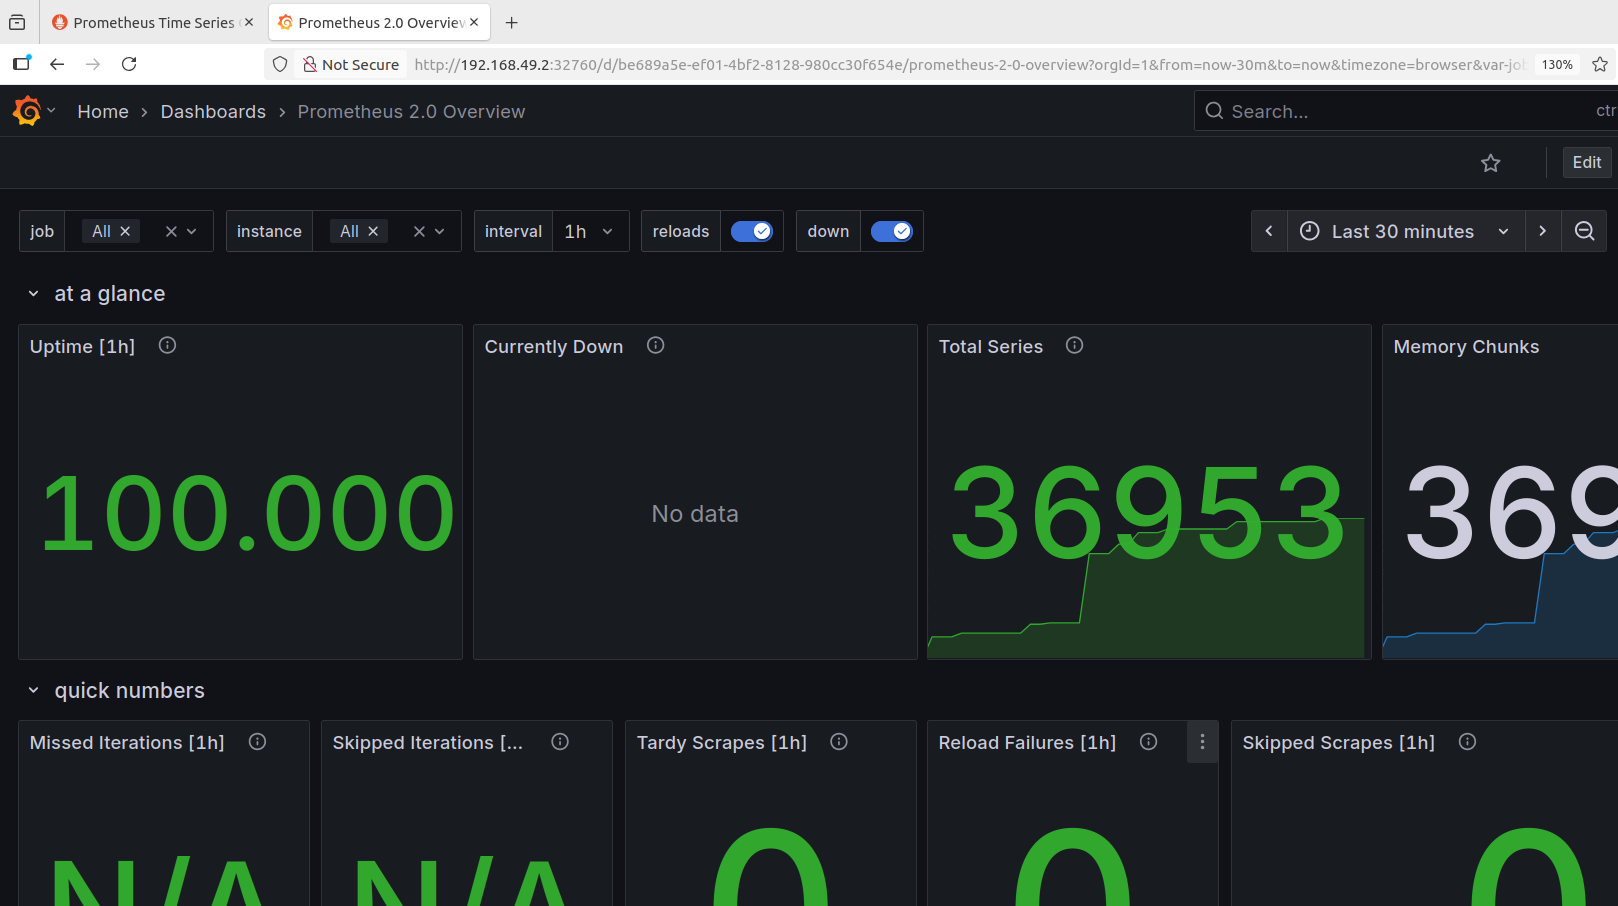 Prometheus Time Series
Prometheus 2.0 Overview
Not Secure
http://192.168.49.2:32760/d/be689a5e-ef01-4bf2-8128-980cc30f654e/prometheus-2-0-overview?orgId=1&from=now-30m&to=now&timezone=browser&var-job
130%
Home > Dashboards > Prometheus 2.0 Overview
Search...
ctr
Edit
job All
instance All
interval 1h
reloads
down
Last 30 minutes
at a glance
Uptime [1h]
Currently Down
Total Series
Memory Chunks
100.000
No data
36953
369
quick numbers
Missed Iterations [1h]
Skipped Iterations [...
Tardy Scrapes [1h]
Reload Failures [1h]
Skipped Scrapes [1h]
N/A
N/A
0
0
0